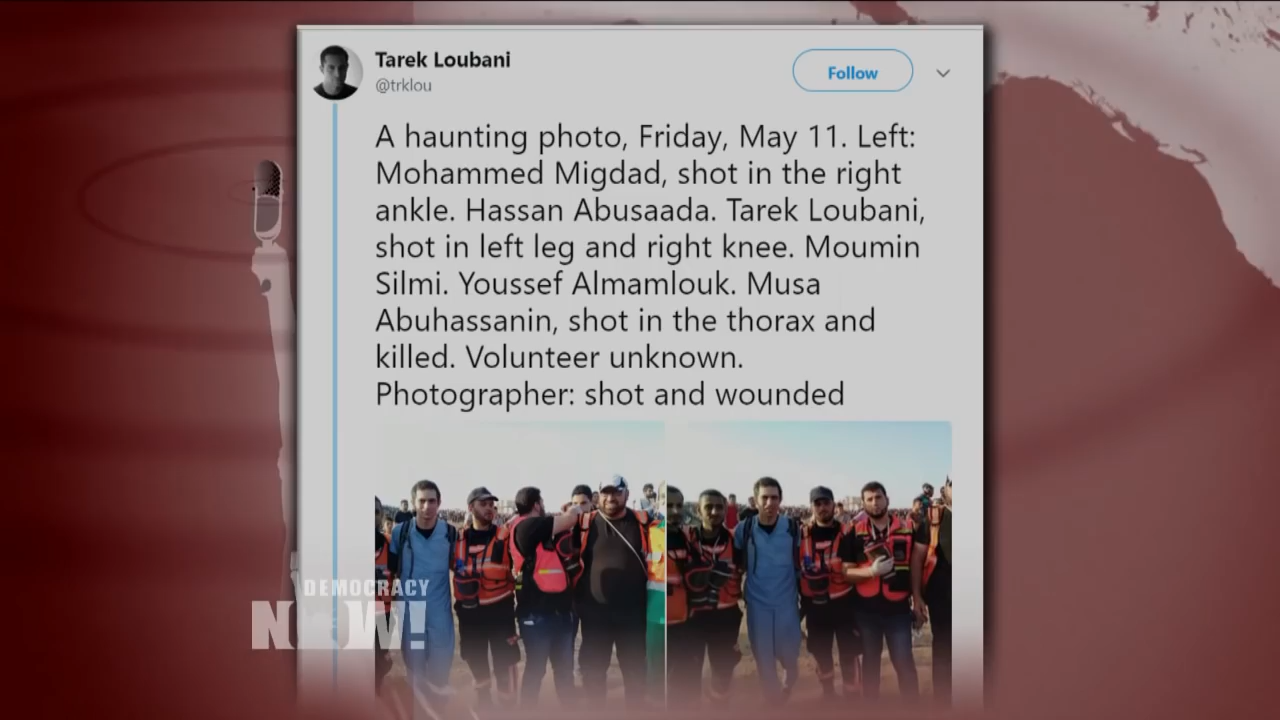 Tarek Loubani
@trklou
Follow
A haunting photo, Friday, May 11. Left:
Mohammed Migdad, shot in the right
ankle. Hassan Abusaada. Tarek Loubani,
shot in left leg and right knee. Moumin
Silmi. Youssef Almamlouk. Musa
Abuhassanin, shot in the thorax and
killed. Volunteer unknown.
Photographer: shot and wounded
DEMOCRACY
NOW!